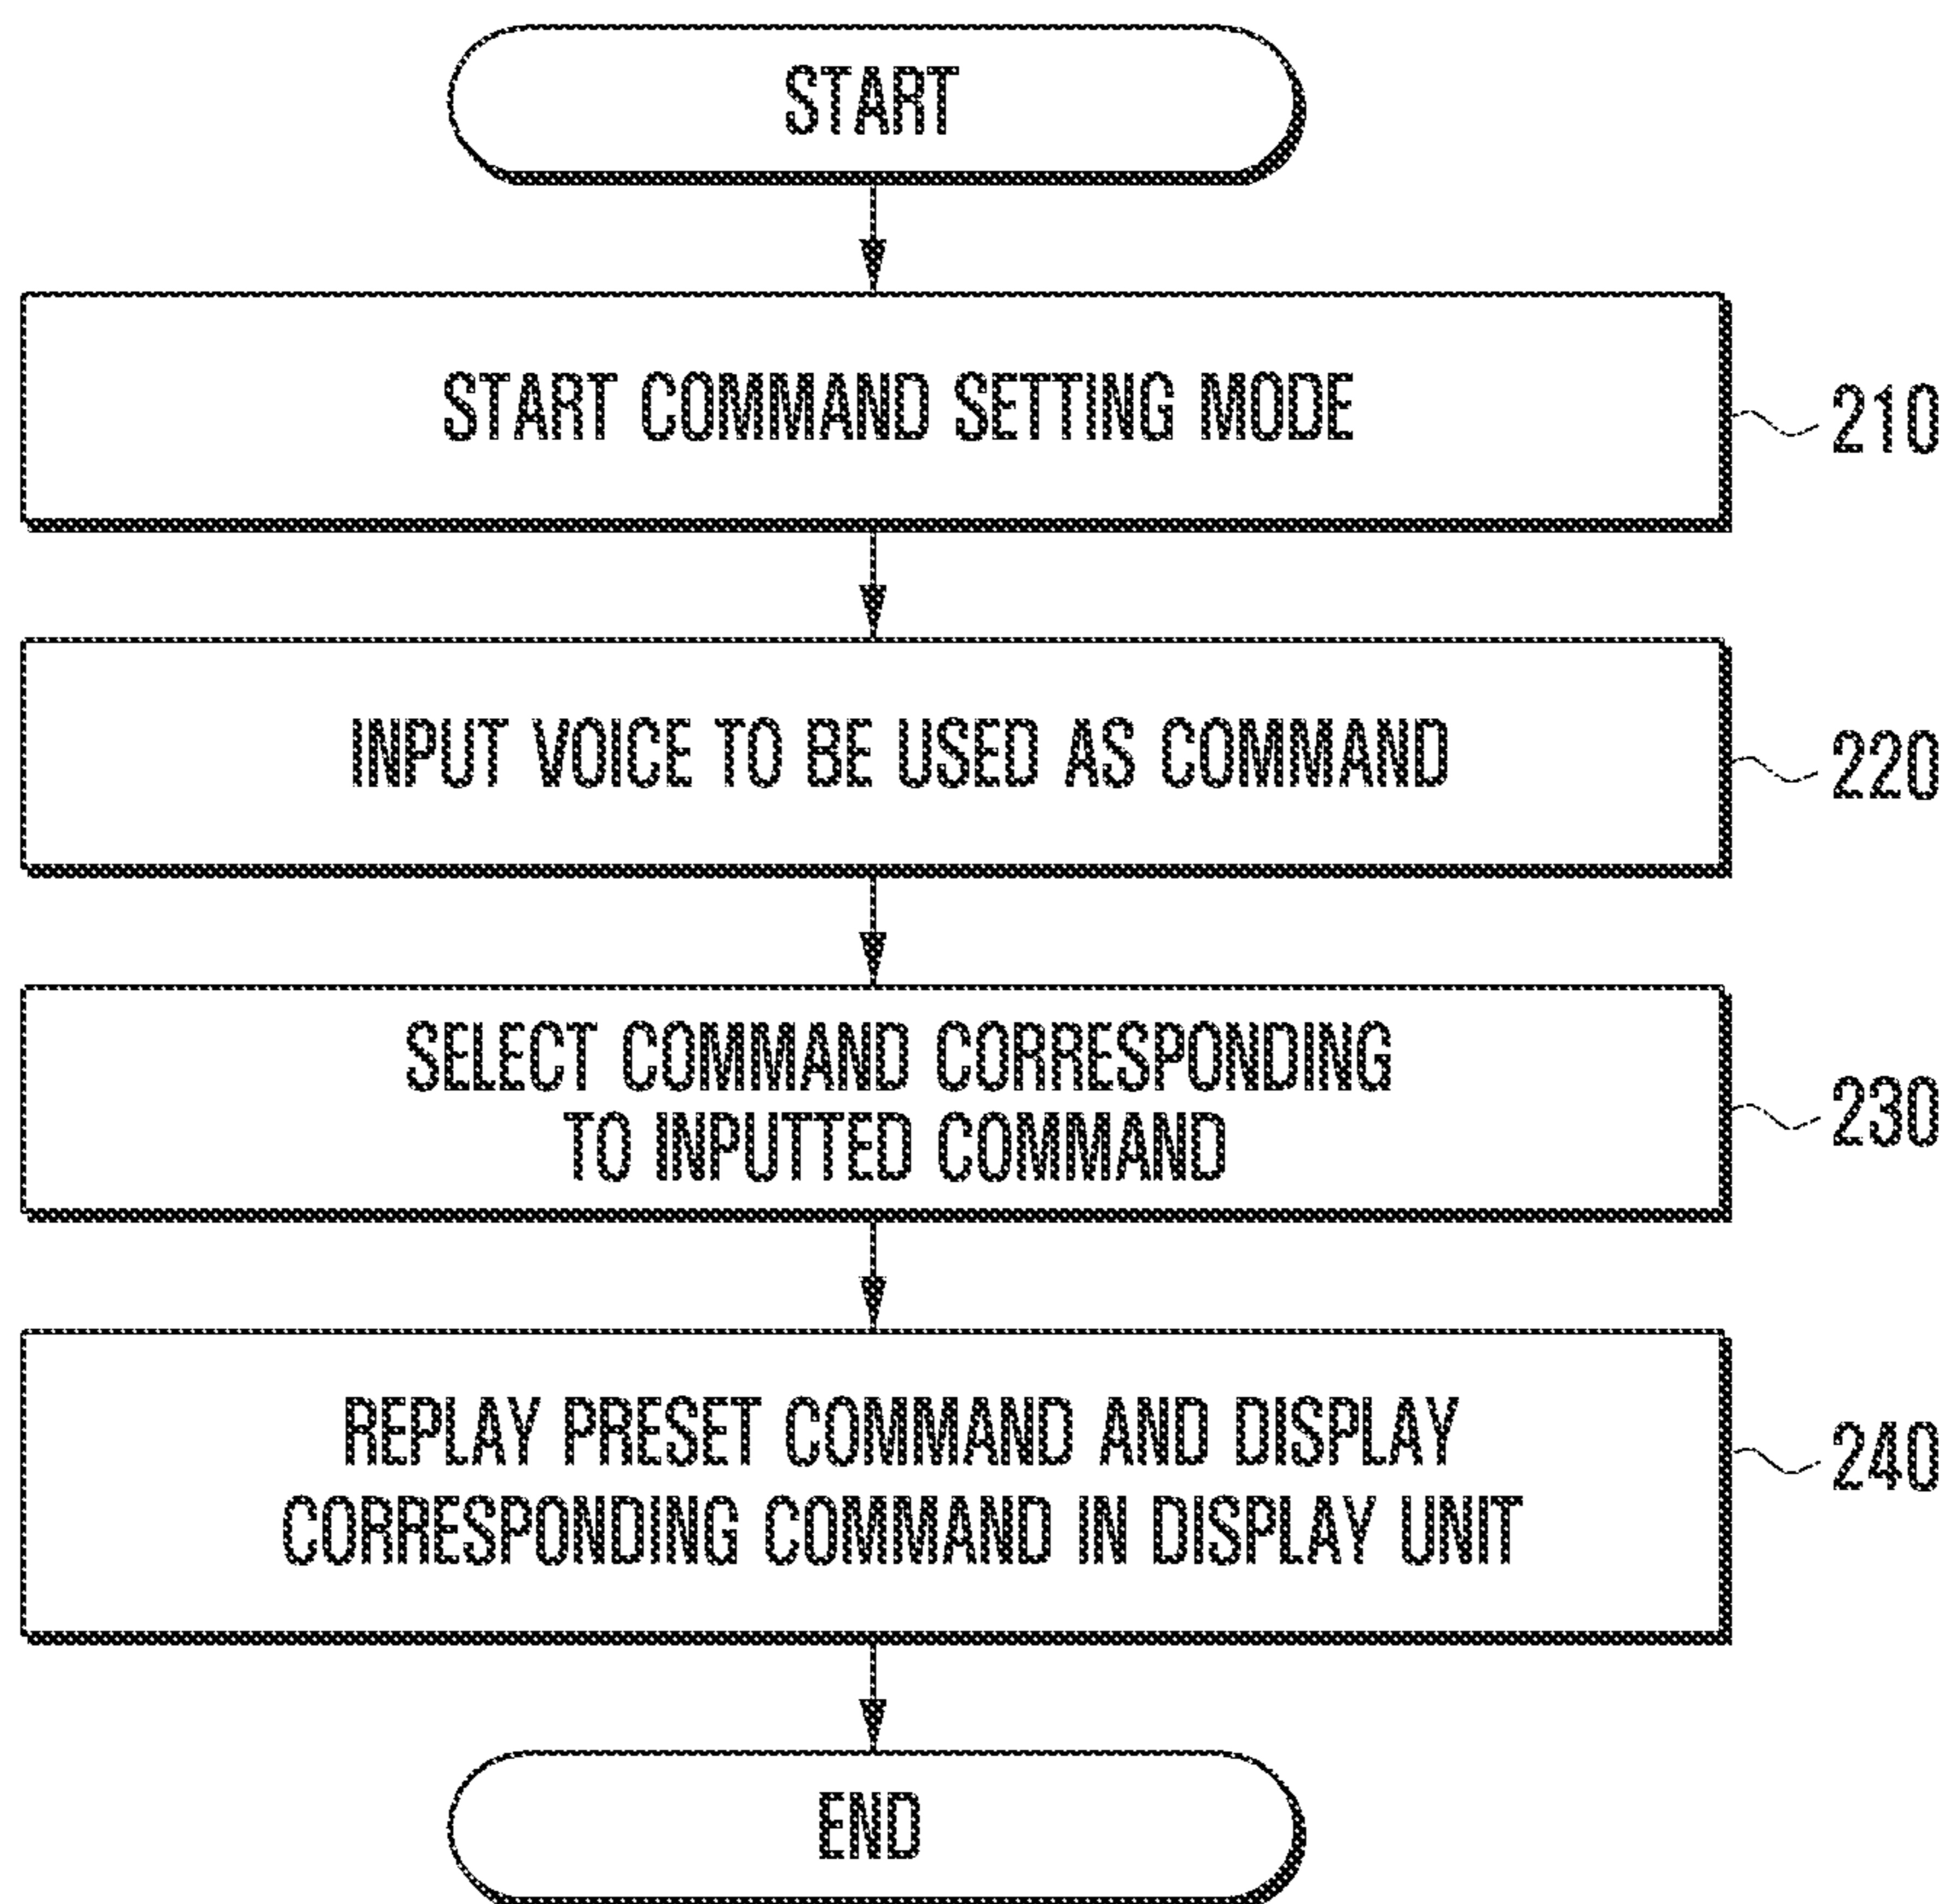 START
START COMMAND SETTING MODE
210
INPUT VOICE TO BE USED AS COMMAND
220
SELECT COMMAND CORRESPONDING
TO INPUTTED COMMAND
230
REPLAY PRESET COMMAND AND DISPLAY
CORRESPONDING COMMAND IN DISPLAY UNIT
240
END